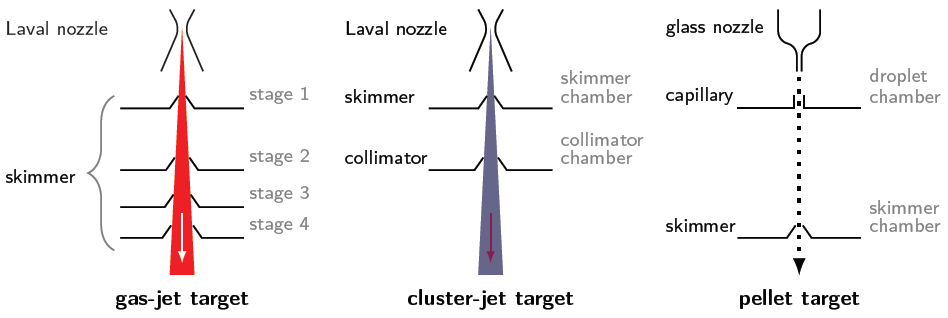 Laval nozzle
stage 1
stage 2
skimmer
stage 3
stage 4
gas-jet target
Laval nozzle
skimmer
skimmer
chamber
collimator
collimator
chamber
cluster-jet target
glass nozzle
capillary
droplet
chamber
skimmer
skimmer
chamber
pellet target